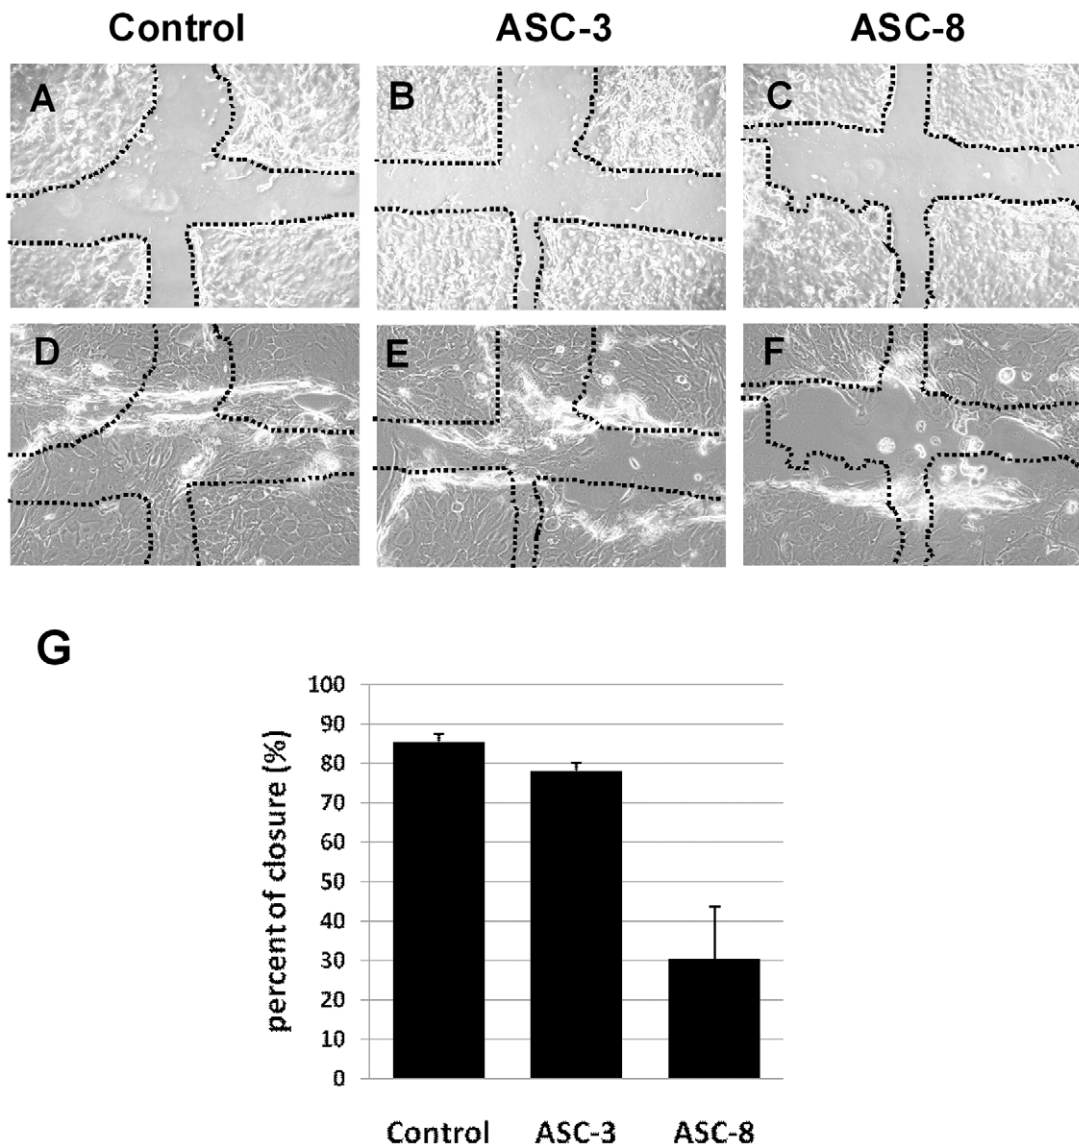 Control ASC-3 ASC-8
A B C
D E F
G
percent of closure (%)
100
90
80
70
60
50
40
30
20
10
0
Control ASC-3 ASC-8